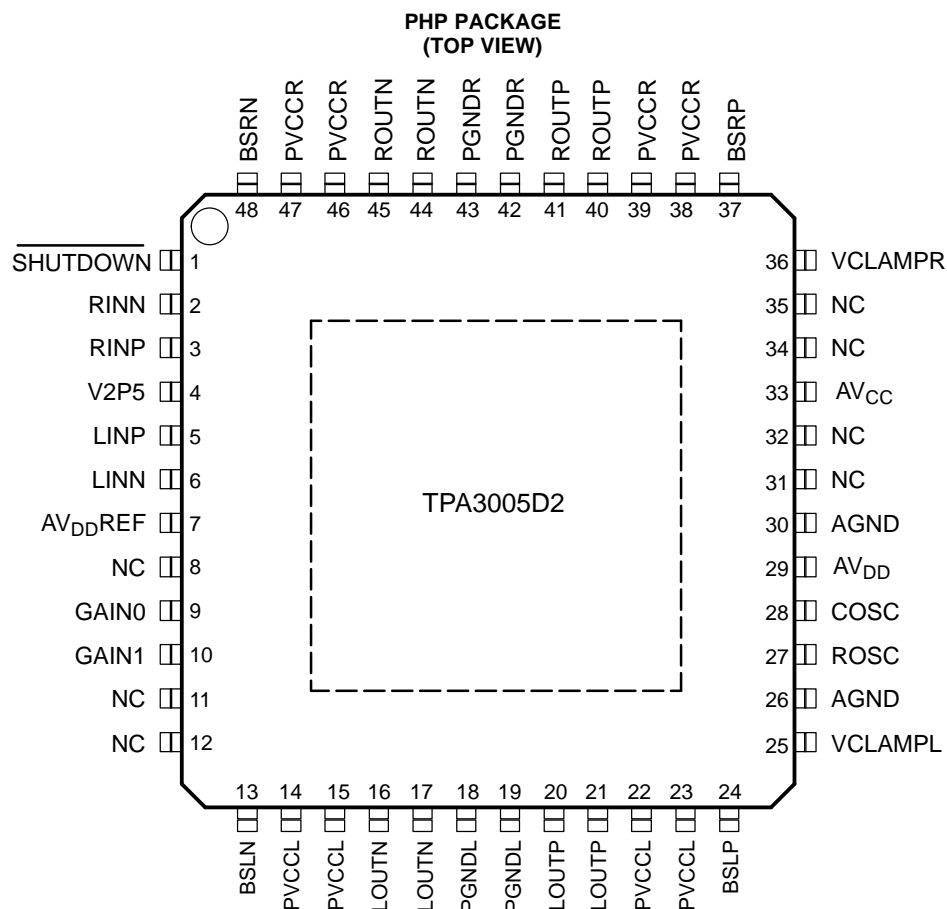 PHP PACKAGE
(TOP VIEW)
BSRN
PVCCR
PVCCR
ROUTN
ROUTN
PGNDR
PGNDR
ROUTP
ROUTP
PVCCR
PVCCR
BSRP
48 47 46 45 44 43 42 41 40 39 38 37
SHUTDOWN 1 36 VCLAMPR
RINN 2 35 NC
RINP 3 34 NC
V2P5 4 33 AVCC
LINP 5 32 NC
LINN 6 31 NC
TPA3005D2
AVDDREF 7 30 AGND
NC 8 29 AVDD
GAIN0 9 28 COSC
GAIN1 10 27 ROSC
NC 11 26 AGND
NC 12 25 VCLAMPL
13 14 15 16 17 18 19 20 21 22 23 24
BSLN
PVCCL
PVCCL
LOUTN
LOUTN
PGNDL
PGNDL
LOUTP
LOUTP
PVCCL
PVCCL
BSLP